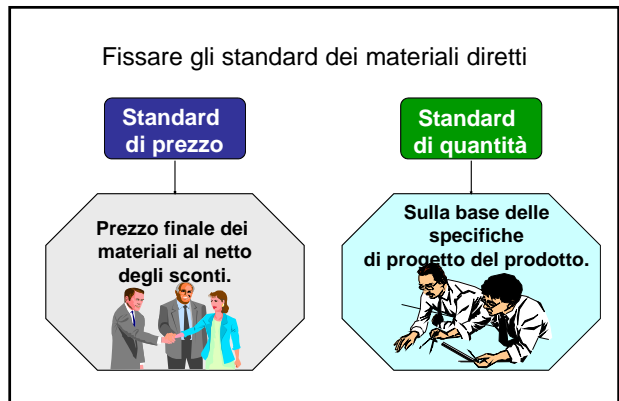 Fissare gli standard dei materiali diretti
Standard
di prezzo
Prezzo finale dei
materiali al netto
degli sconti.
Standard
di quantità
Sulla base delle
specifiche
di progetto del prodotto.